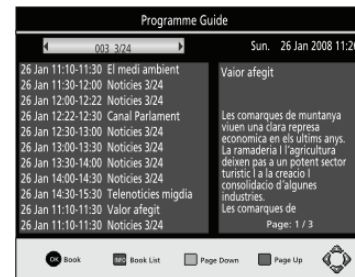 Programme Guide
003 3/24
Sun. 26 Jan 2008 11:20
26 Jan 11:10-11:30 El medi ambient
26 Jan 11:30-12:00 Noticies 3/24
26 Jan 12:00-12:22 Noticies 3/24
26 Jan 12:22-12:30 Canal Parlament
26 Jan 12:30-13:00 Noticies 3/24
26 Jan 13:00-13:30 Noticies 3/24
26 Jan 13:30-14:00 Noticies 3/24
26 Jan 14:00-14:30 Noticies 3/24
26 Jan 14:30-15:30 Telenoticies migdia
26 Jan 11:10-11:30 Valor afegit
26 Jan 11:10-11:30 Noticies 3/24
Vaior afegit
Les comarques de muntanya
viuen una clara represa
economica en els ultims anys.
La ramaderia l l'agricultura
deixen pas a un potent sector
turistic l a la creacio l
consolidacio d'algunes
industries.
Les comarques de
Page: 1 / 3
OK Book
INFO Book List
Page Down
Page Up